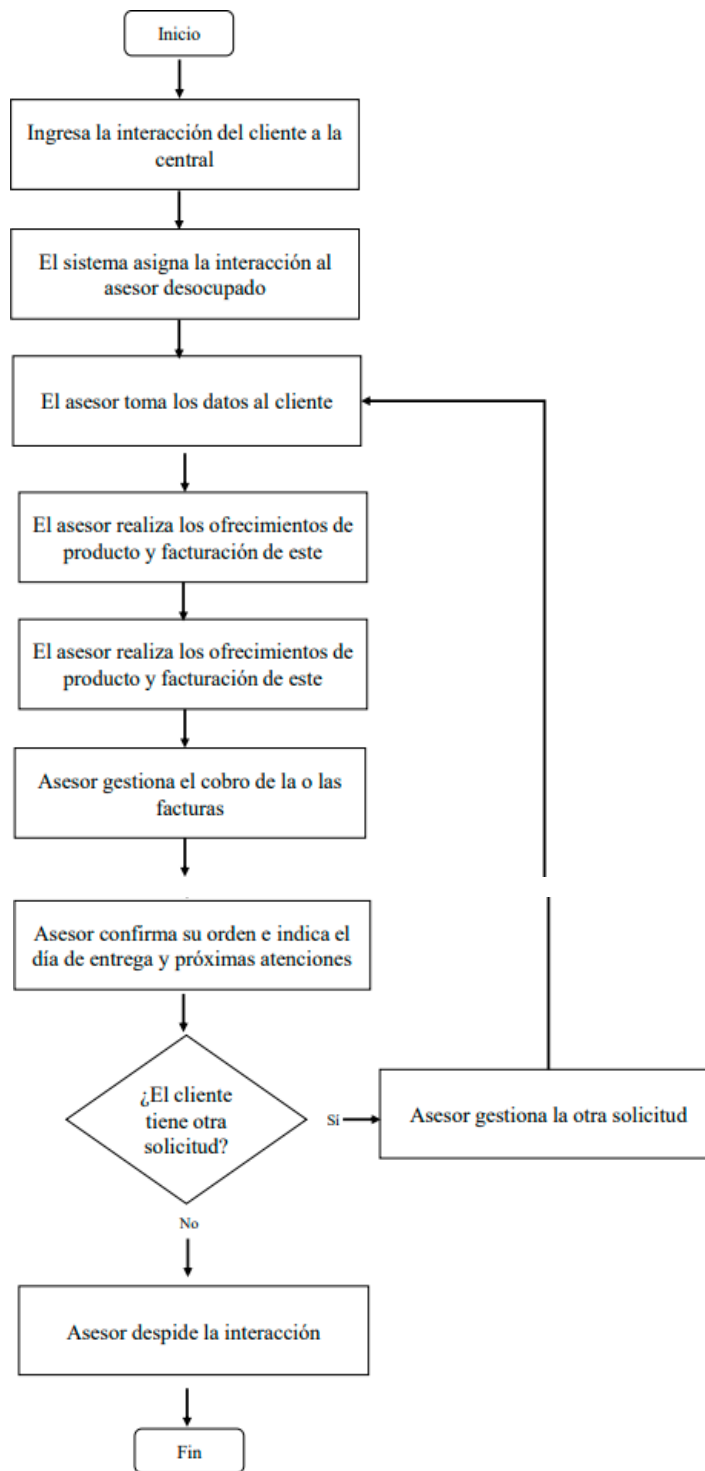 Inicio
Ingresa la interacción del cliente a la
central
El sistema asigna la interacción al
asesor desocupado
El asesor toma los datos al cliente
El asesor realiza los ofrecimientos de
producto y facturación de este
El asesor realiza los ofrecimientos de
producto y facturación de este
Asesor gestiona el cobro de la o las
facturas
Asesor confirma su orden e indica el
día de entrega y próximas atenciones
¿El cliente
tiene otra
solicitud?
Sí
Asesor gestiona la otra solicitud
No
Asesor despide la interacción
Fin